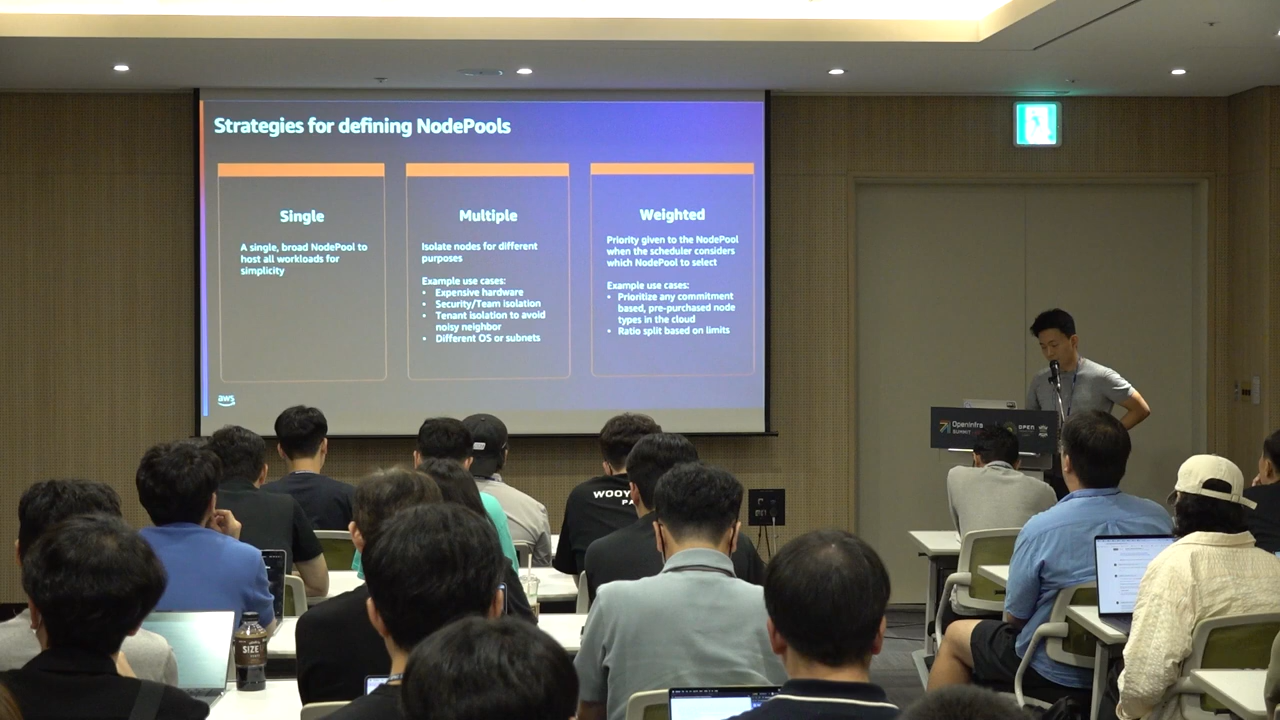 Strategies for defining NodePools
Single
A single, broad NodePool to
host all workloads for
simplicity
Multiple
Isolate nodes for different
purposes
Example use cases:
• Expensive hardware
• Security/Team isolation
• Tenant isolation to avoid
noisy neighbor
• Different OS or subnets
Weighted
Priority given to the NodePool
when the scheduler considers
which NodePool to select
Example use cases:
• Prioritize any commitment
based, pre-purchased node
types in the cloud
• Ratio split based on limits
aws
OpenInfra
SUMMIT
OPEN
WOOY
PA
SIZE